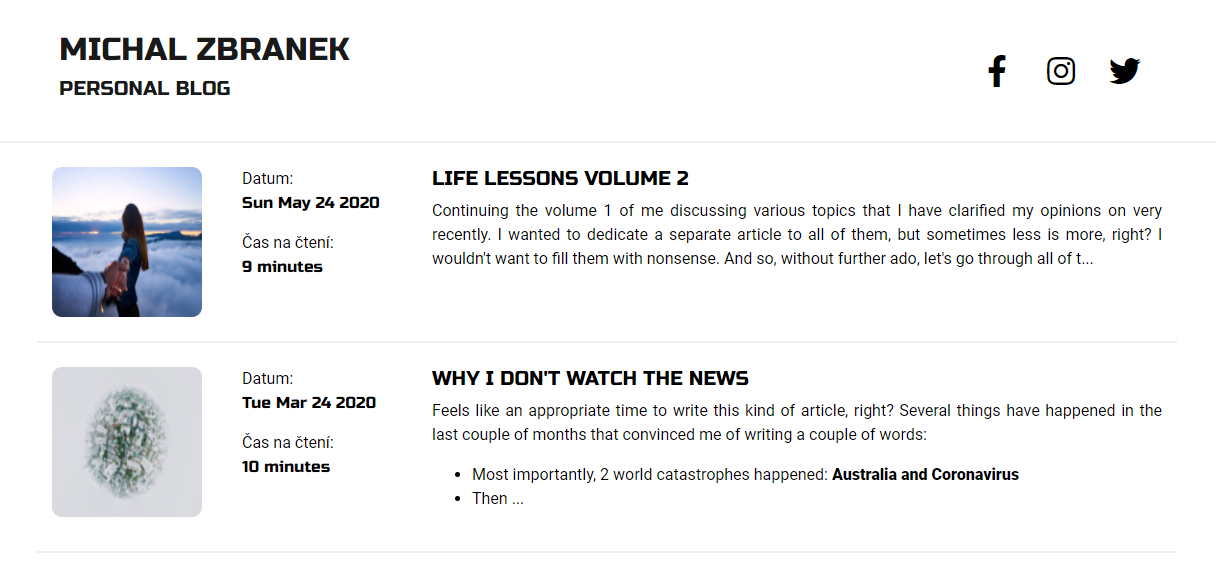 MICHAL ZBRANEK
PERSONAL BLOG
Datum:
Sun May 24 2020
Čas na čtení:
9 minutes
LIFE LESSONS VOLUME 2
Continuing the volume 1 of me discussing various topics that I have clarified my opinions on very
recently. I wanted to dedicate a separate article to all of them, but sometimes less is more, right? I
wouldn't want to fill them with nonsense. And so, without further ado, let's go through all of t...
Datum:
Tue Mar 24 2020
Čas na čtení:
10 minutes
WHY I DON'T WATCH THE NEWS
Feels like an appropriate time to write this kind of article, right? Several things have happened in the
last couple of months that convinced me of writing a couple of words:
• Most importantly, 2 world catastrophes happened: Australia and Coronavirus
• Then ...